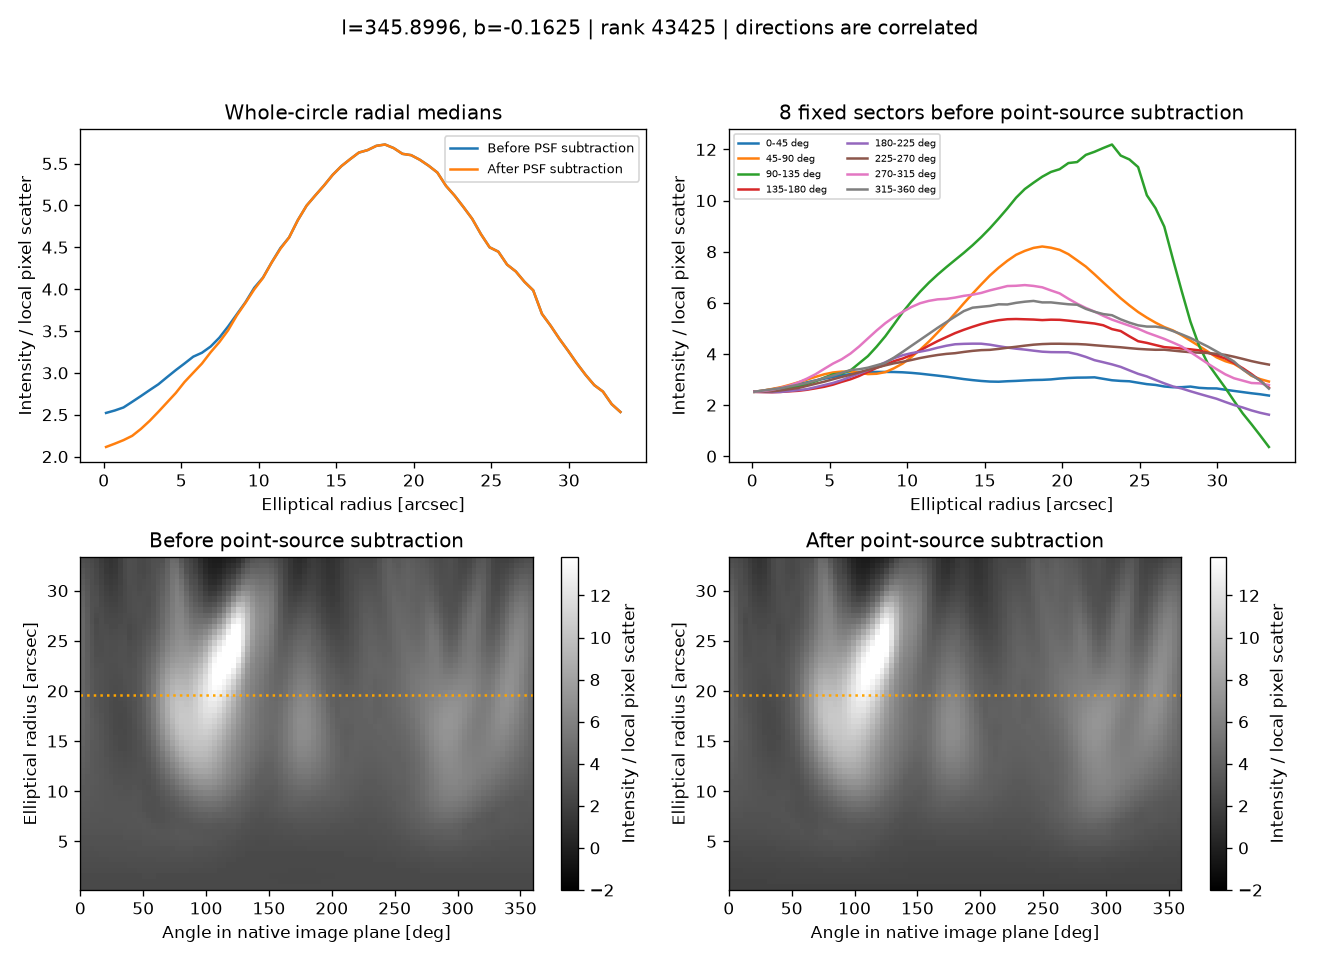 l=345.8996, b=-0.1625 | rank 43425 | directions are correlated
Whole-circle radial medians
Before PSF subtraction
After PSF subtraction
5.5
5.0
4.5
4.0
3.5
3.0
2.5
2.0
Intensity / local pixel scatter
0 5 10 15 20 25 30
Elliptical radius [arcsec]
8 fixed sectors before point-source subtraction
0-45 deg
45-90 deg
90-135 deg
135-180 deg
180-225 deg
225-270 deg
270-315 deg
315-360 deg
12
10
8
6
4
2
0
Intensity / local pixel scatter
0 5 10 15 20 25 30
Elliptical radius [arcsec]
Before point-source subtraction
30
25
20
15
10
5
Elliptical radius [arcsec]
0 50 100 150 200 250 300 350
Angle in native image plane [deg]
12
10
8
6
4
2
0
−2
Intensity / local pixel scatter
After point-source subtraction
30
25
20
15
10
5
Elliptical radius [arcsec]
0 50 100 150 200 250 300 350
Angle in native image plane [deg]
12
10
8
6
4
2
0
−2
Intensity / local pixel scatter